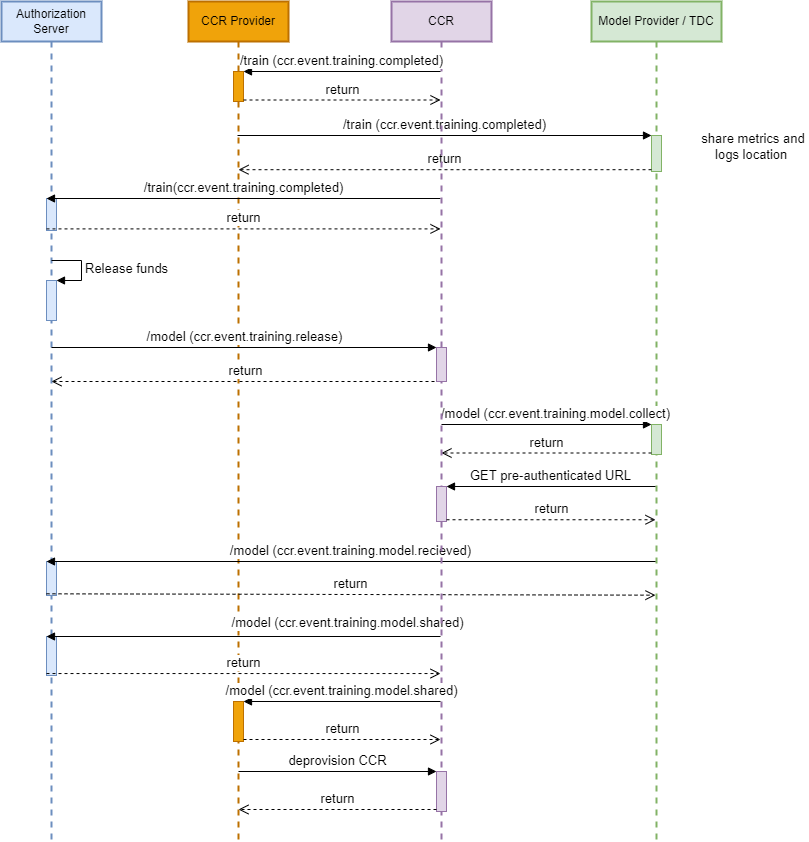 Authorization
Server
CCR Provider
CCR
Model Provider / TDC
/train (ccr.event.training.completed)
return
/train (ccr.event.training.completed)
share metrics and
logs location
return
/train(ccr.event.training.completed)
return
Release funds
/model (ccr.event.training.release)
return
/model (ccr.event.training.model.collect)
return
GET pre-authenticated URL
return
/model (ccr.event.training.model.recieved)
return
/model (ccr.event.training.model.shared)
return
/model (ccr.event.training.model.shared)
return
deprovision CCR
return